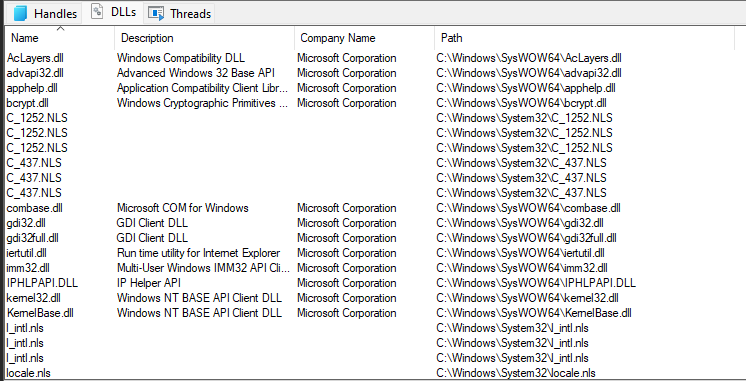 Handles DLLs Threads
Name Description Company Name Path
AcLayers.dll Windows Compatibility DLL Microsoft Corporation C:\Windows\SysWOW64\AcLayers.dll
advapi32.dll Advanced Windows 32 Base API Microsoft Corporation C:\Windows\SysWOW64\advapi32.dll
apphelp.dll Application Compatibility Client Libr... Microsoft Corporation C:\Windows\SysWOW64\apphelp.dll
bcrypt.dll Windows Cryptographic Primitives ... Microsoft Corporation C:\Windows\SysWOW64\bcrypt.dll
C_1252.NLS C:\Windows\System32\C_1252.NLS
C_1252.NLS C:\Windows\System32\C_1252.NLS
C_1252.NLS C:\Windows\System32\C_1252.NLS
C_437.NLS C:\Windows\System32\C_437.NLS
C_437.NLS C:\Windows\System32\C_437.NLS
C_437.NLS C:\Windows\System32\C_437.NLS
combase.dll Microsoft COM for Windows Microsoft Corporation C:\Windows\SysWOW64\combase.dll
gdi32.dll GDI Client DLL Microsoft Corporation C:\Windows\SysWOW64\gdi32.dll
gdi32full.dll GDI Client DLL Microsoft Corporation C:\Windows\SysWOW64\gdi32full.dll
iertutil.dll Run time utility for Internet Explorer Microsoft Corporation C:\Windows\SysWOW64\iertutil.dll
imm32.dll Multi-User Windows IMM32 API Cli... Microsoft Corporation C:\Windows\SysWOW64\imm32.dll
IPHLPAPI.DLL IP Helper API Microsoft Corporation C:\Windows\SysWOW64\IPHLPAPI.DLL
kernel32.dll Windows NT BASE API Client DLL Microsoft Corporation C:\Windows\SysWOW64\kernel32.dll
KernelBase.dll Windows NT BASE API Client DLL Microsoft Corporation C:\Windows\SysWOW64\KernelBase.dll
l_intl.nls C:\Windows\System32\l_intl.nls
l_intl.nls C:\Windows\System32\l_intl.nls
l_intl.nls C:\Windows\System32\l_intl.nls
locale.nls C:\Windows\System32\locale.nls